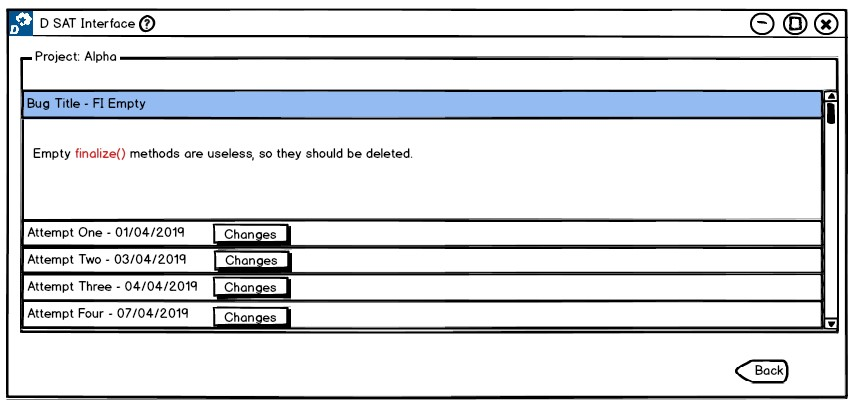 D
D SAT Interface ?
Project: Alpha
Bug Title - FI Empty
Empty finalize() methods are useless, so they should be deleted.
Attempt One - 01/04/2019 Changes
Attempt Two - 03/04/2019 Changes
Attempt Three - 04/04/2019 Changes
Attempt Four - 07/04/2019 Changes
Back